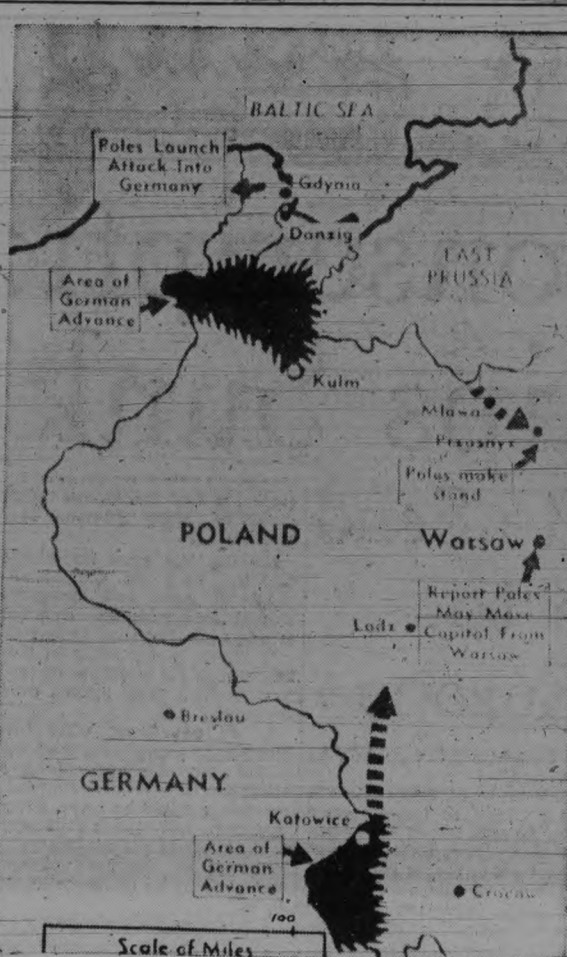 BALTIC SEA
Poles Launch
Attack Into
Germany
Gdynia
Danzig
EAST
PRUSSIA
Area of
German
Advance
Kulm
Mlawa
Przasnyz
Poles make
stand
POLAND
Warsaw
Report Poles
May Move
Capital From
Warsaw
Lodz
Breslau
GERMANY
Katowice
Area of
German
Advance
Cracow
100
Scale of Miles